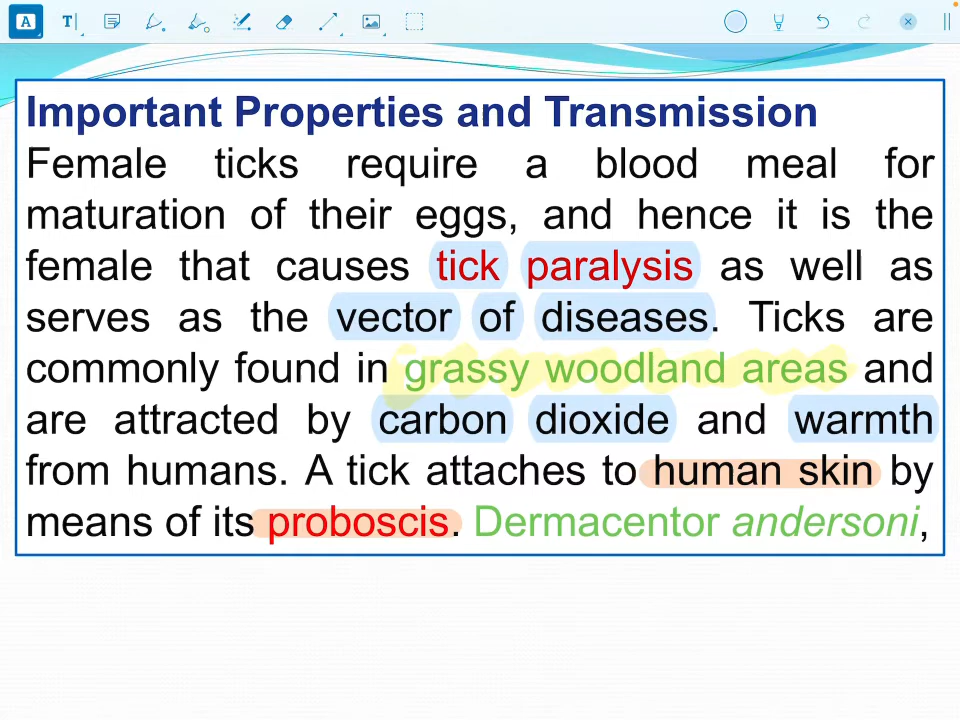 A
T
Important Properties and Transmission
Female ticks require a blood meal for
maturation of their eggs, and hence it is the
female that causes tick paralysis as well as
serves as the vector of diseases. Ticks are
commonly found in grassy woodland areas and
are attracted by carbon dioxide and warmth
from humans. A tick attaches to human skin by
means of its proboscis. Dermacentor andersoni,